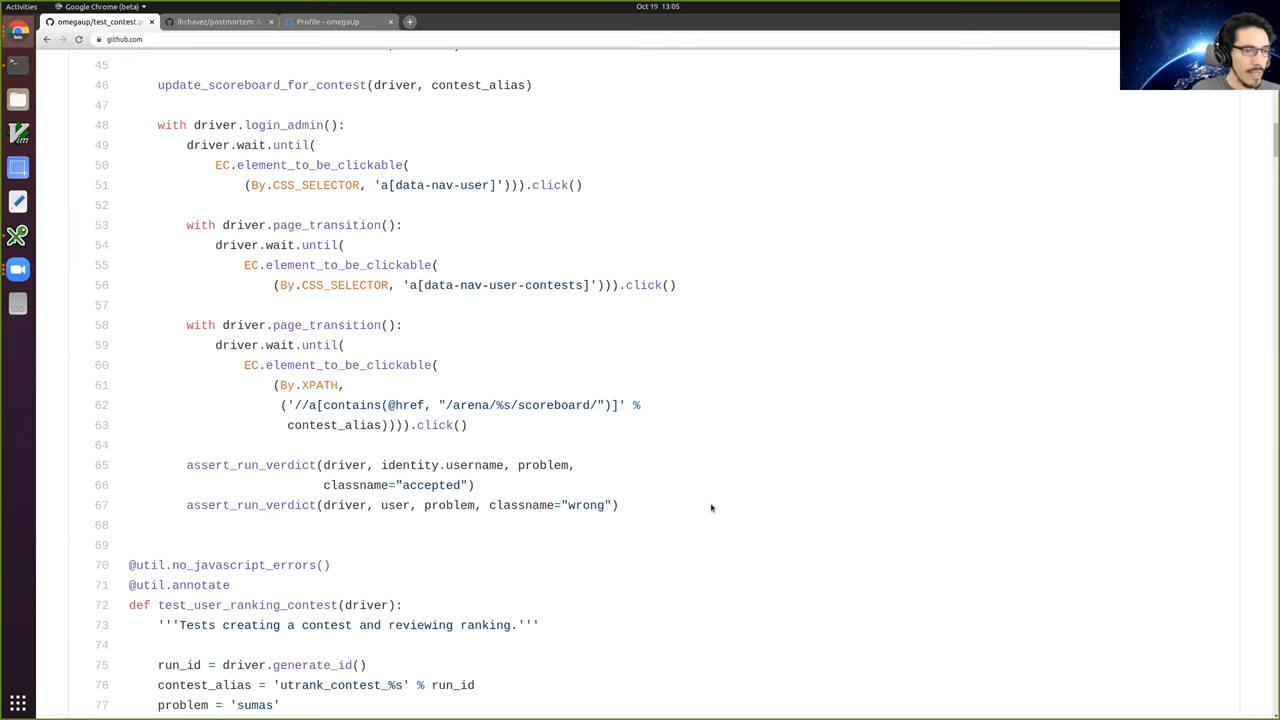 Activities
Google Chrome (beta)
Oct 19 13:05
omegaup/test_contest.py
lhchavez/postmortem: A
Profile – omegaUp
github.com
45
46 update_scoreboard_for_contest(driver, contest_alias)
47
48 with driver.login_admin():
49 driver.wait.until(
50 EC.element_to_be_clickable(
51 (By.CSS_SELECTOR, 'a[data-nav-user]'))).click()
52
53 with driver.page_transition():
54 driver.wait.until(
55 EC.element_to_be_clickable(
56 (By.CSS_SELECTOR, 'a[data-nav-user-contests]'))).click()
57
58 with driver.page_transition():
59 driver.wait.until(
60 EC.element_to_be_clickable(
61 (By.XPATH,
62 ('//a[contains(@href, "/arena/%s/scoreboard/")]' %
63 contest_alias)))).click()
64
65 assert_run_verdict(driver, identity.username, problem,
66 classname="accepted")
67 assert_run_verdict(driver, user, problem, classname="wrong")
68
69
70 @util.no_javascript_errors()
71 @util.annotate
72 def test_user_ranking_contest(driver):
73 '''Tests creating a contest and reviewing ranking.'''
74
75 run_id = driver.generate_id()
76 contest_alias = 'utrank_contest_%s' % run_id
77 problem = 'sumas'
SSD